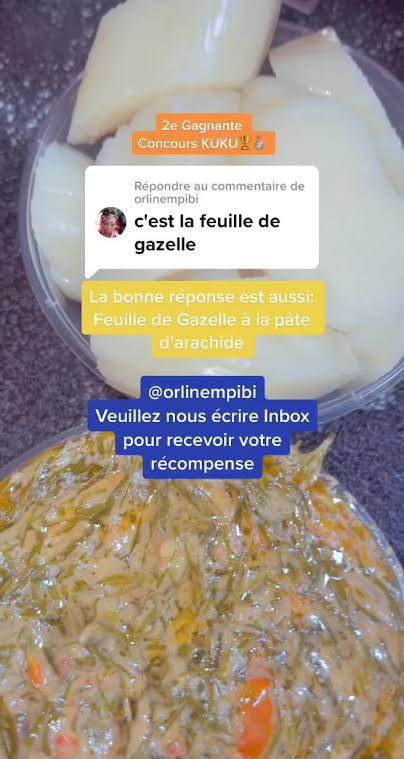 2e Gagnante
Concours KUKU🏆🥈
Répondre au commentaire de
orlinempibi
c'est la feuille de
gazelle
La bonne réponse est aussi:
Feuille de Gazelle à la pâte
d'arachide
@orlinempibi
Veuillez nous écrire Inbox
pour recevoir votre
récompense